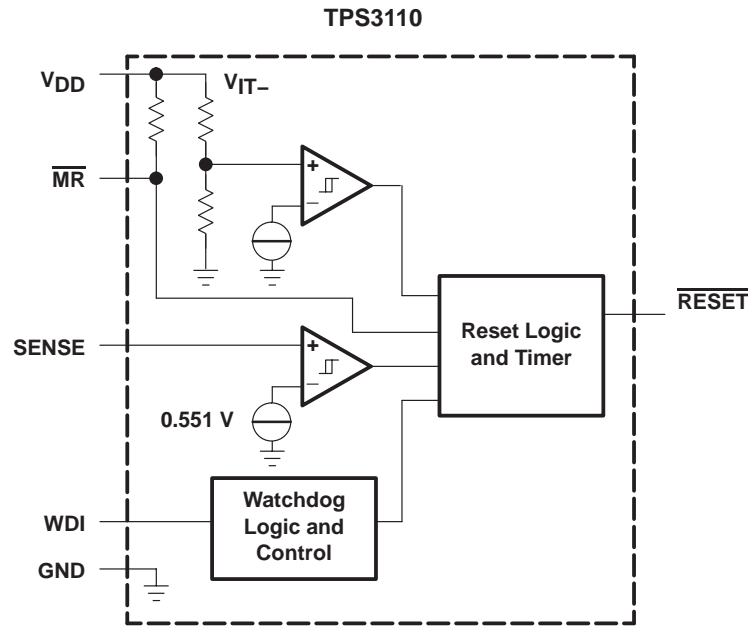 TPS3110
VDD
VIT–
MR
+
–
SENSE
+
–
0.551 V
Reset Logic
and Timer
RESET
WDI
Watchdog
Logic and
Control
GND